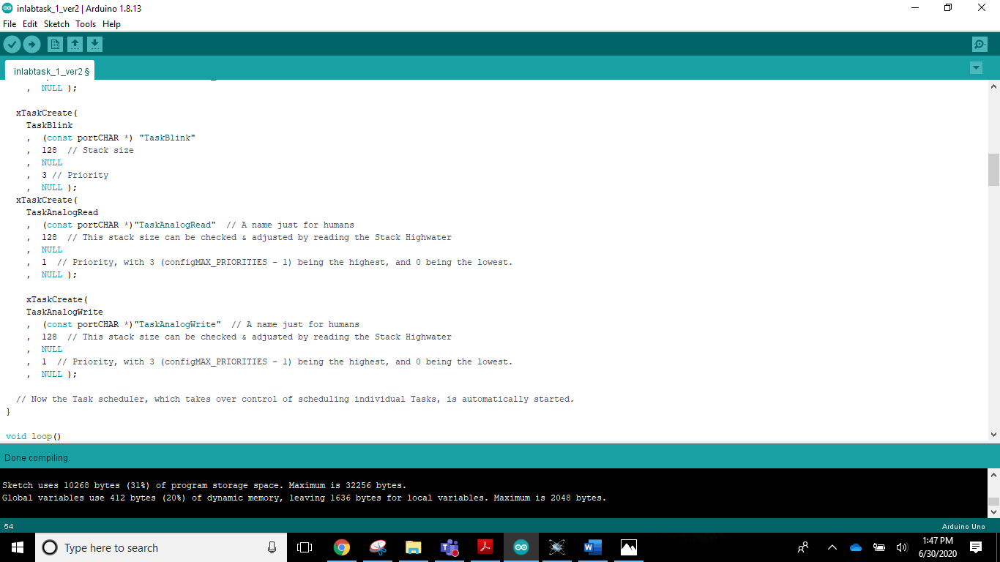 inlabtask_1_ver2 | Arduino 1.8.13
File Edit Sketch Tools Help
inlabtask_1_ver2 §
, NULL );
xTaskCreate(
TaskBlink
, (const portCHAR *) "TaskBlink"
, 128 // Stack size
, NULL
, 3 // Priority
, NULL );
xTaskCreate(
TaskAnalogRead
, (const portCHAR *)"TaskAnalogRead" // A name just for humans
, 128 // This stack size can be checked & adjusted by reading the Stack Highwater
, NULL
, 1 // Priority, with 3 (configMAX_PRIORITIES - 1) being the highest, and 0 being the lowest.
, NULL );
xTaskCreate(
TaskAnalogWrite
, (const portCHAR *)"TaskAnalogWrite" // A name just for humans
, 128 // This stack size can be checked & adjusted by reading the Stack Highwater
, NULL
, 1 // Priority, with 3 (configMAX_PRIORITIES - 1) being the highest, and 0 being the lowest.
, NULL );
// Now the Task scheduler, which takes over control of scheduling individual Tasks, is automatically started.
}
void loop()
Done compiling.
Sketch uses 10268 bytes (31%) of program storage space. Maximum is 32256 bytes.
Global variables use 412 bytes (20%) of dynamic memory, leaving 1636 bytes for local variables. Maximum is 2048 bytes.
54 Arduino Uno
Type here to search
1:47 PM
6/30/2020